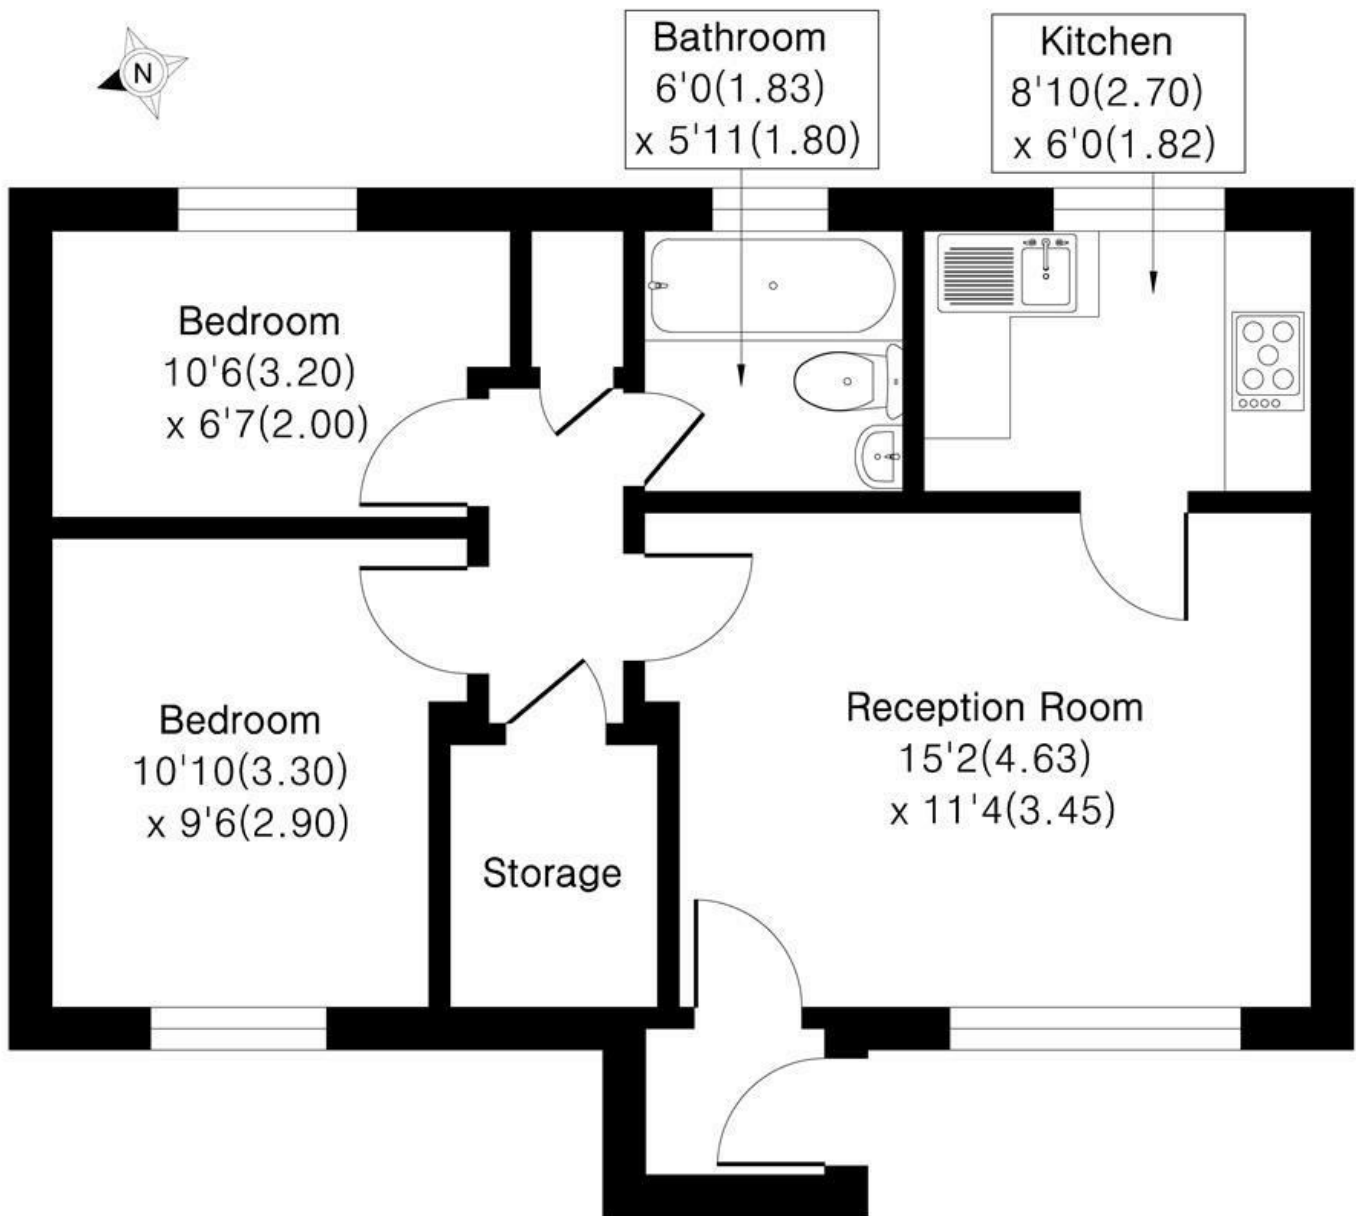 N
Bathroom
6'0(1.83)
x 5'11(1.80)
Kitchen
8'10(2.70)
x 6'0(1.82)
Bedroom
10'6(3.20)
x 6'7(2.00)
Bedroom
10'10(3.30)
x 9'6(2.90)
Reception Room
15'2(4.63)
x 11'4(3.45)
Storage